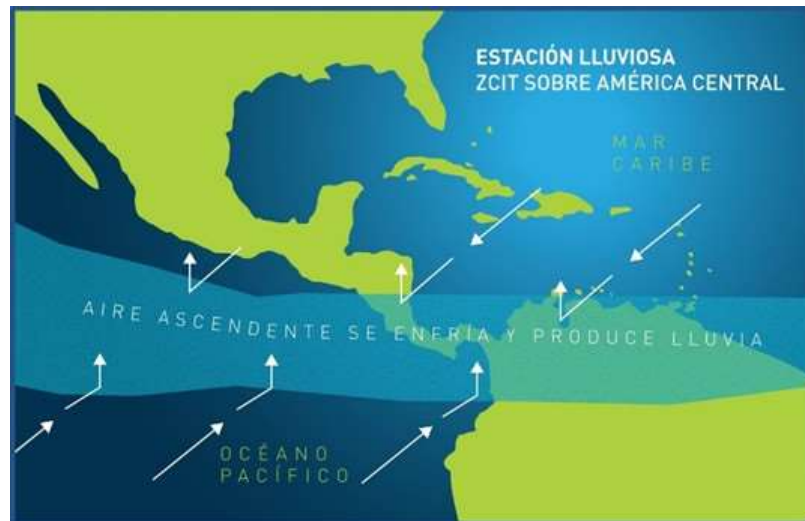 ESTACIÓN LLUVIOSA
ZCIT SOBRE AMÉRICA CENTRAL
MAR
CARIBE
AIRE ASCENDENTE SE ENFRÍA Y PRODUCE LLUVIA
OCÉANO
PACÍFICO